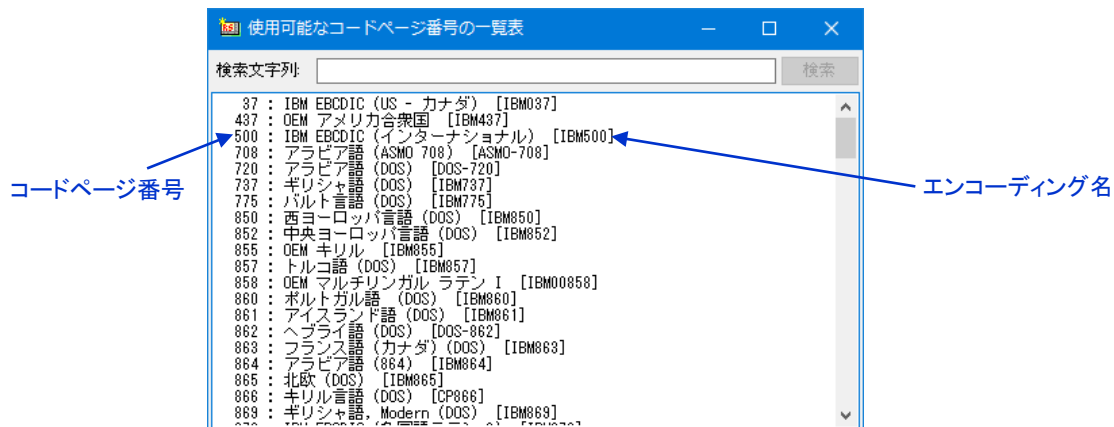 使用可能なコードページ番号の一覧表
検索文字列: 検索
37 : IBM EBCDIC (US - カナダ) [IBM037]
437 : OEM アメリカ合衆国 [IBM437]
500 : IBM EBCDIC (インターナショナル) [IBM500]
708 : アラビア語 (ASMO 708) [ASMO-708]
720 : アラビア語 (DOS) [DOS-720]
コードページ番号
エンコーディング名
737 : ギリシャ語 (DOS) [IBM737]
775 : バルト言語 (DOS) [IBM775]
850 : 西ヨーロッパ言語 (DOS) [IBM850]
852 : 中央ヨーロッパ言語 (DOS) [IBM852]
855 : OEM キリル [IBM855]
857 : トルコ語 (DOS) [IBM857]
858 : OEM マルチリンガル ラテン I [IBM00858]
860 : ポルトガル語 (DOS) [IBM860]
861 : アイスランド語 (DOS) [IBM861]
862 : ヘブライ語 (DOS) [DOS-862]
863 : フランス語 (カナダ) (DOS) [IBM863]
864 : アラビア語 (864) [IBM864]
865 : 北欧 (DOS) [IBM865]
866 : キリル言語 (DOS) [CP866]
869 : ギリシャ語, Modern (DOS) [IBM869]